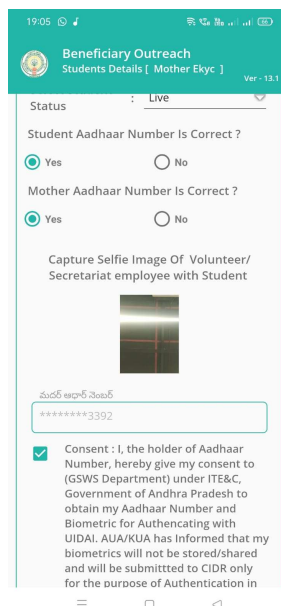 19:05
66
Beneficiary Outreach
Students Details [ Mother Ekyc ]
Ver - 13.1
Status : Live
Student Aadhaar Number Is Correct ?
Yes No
Mother Aadhaar Number Is Correct ?
Yes No
Capture Selfie Image Of Volunteer/
Secretariat employee with Student
మదర్ ఆధార్ నెంబర్
********3392
Consent : I, the holder of Aadhaar
Number, hereby give my consent to
(GSWS Department) under ITE&C,
Government of Andhra Pradesh to
obtain my Aadhaar Number and
Biometric for Authencating with
UIDAI. AUA/KUA has Informed that my
biometrics will not be stored/shared
and will be submittted to CIDR only
for the purpose of Authentication in